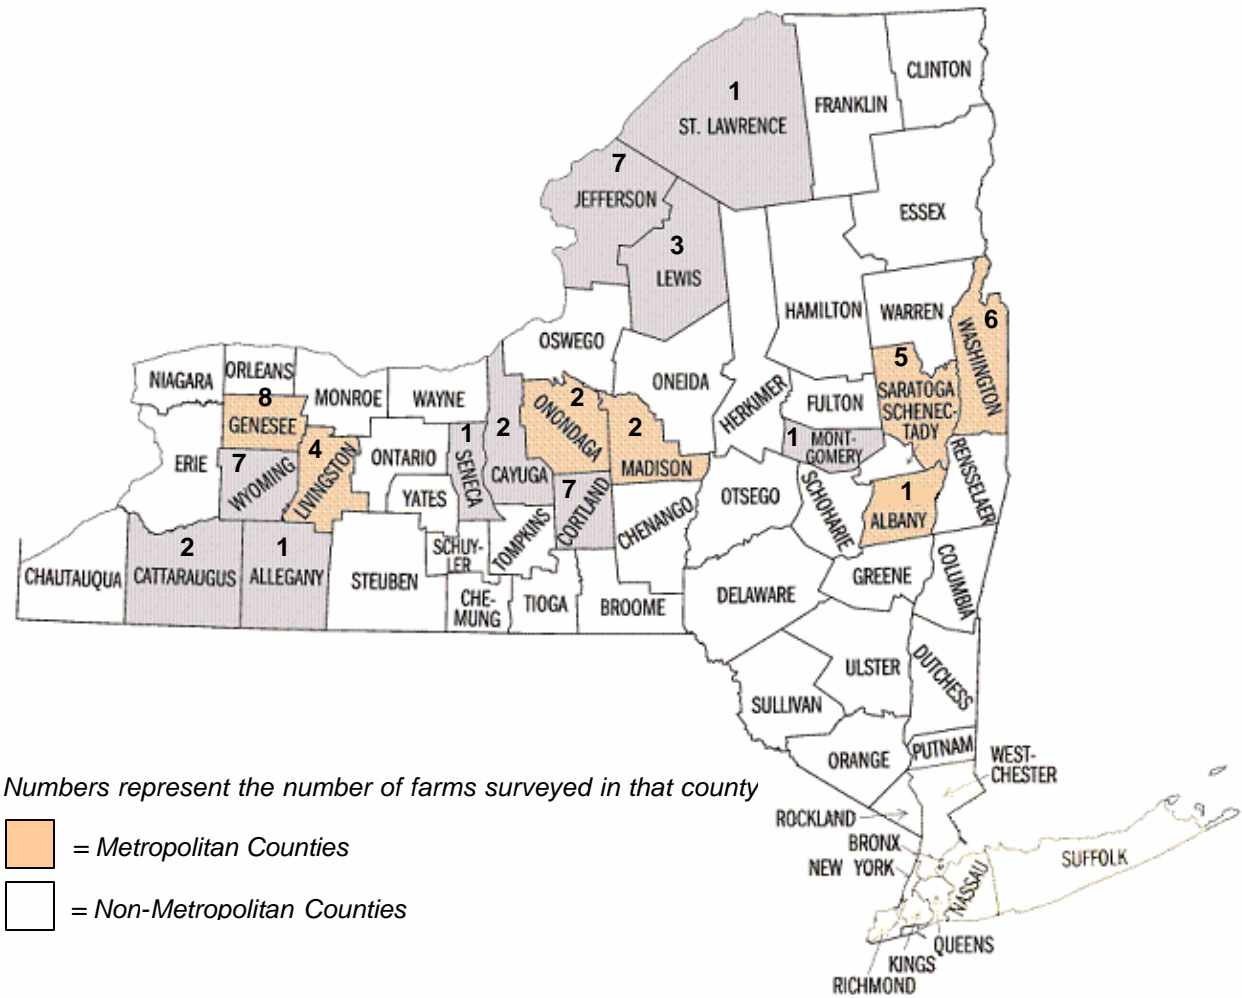 CLINTON
1
FRANKLIN
ST. LAWRENCE
7
JEFFERSON
ESSEX
3
LEWIS
HAMILTON
WARREN
6
WASHINGTON
OSWEGO
5
ORLEANS
NIAGARA
ONEIDA
SARATOGA
8
MONROE
WAYNE
2
ONONDAGA
HERKIMER
FULTON
SCHENEC-
TADY
GENESEE
2
2
1
MONT-
GOMERY
1
SENECA
4
LIVINGSTON
ONTARIO
7
WYOMING
ERIE
CAYUGA
MADISON
RENSSELAER
7
CORTLAND
YATES
OTSEGO
SCHOHARIE
1
ALBANY
CHENANGO
TOMPKINS
2
1
SCHUY-
LER
CHAUTAUQUA
CATTARAUGUS
ALLEGANY
STEUBEN
GREENE
COLUMBIA
CHE-
MUNG
TIOGA
BROOME
DELAWARE
ULSTER
DUTCHESS
SULLIVAN
ORANGE
PUTNAM
WEST-
CHESTER
Numbers represent the number of farms surveyed in that county
ROCKLAND
= Metropolitan Counties
BRONX
NEW YORK
NASSAU
SUFFOLK
= Non-Metropolitan Counties
QUEENS
KINGS
RICHMOND